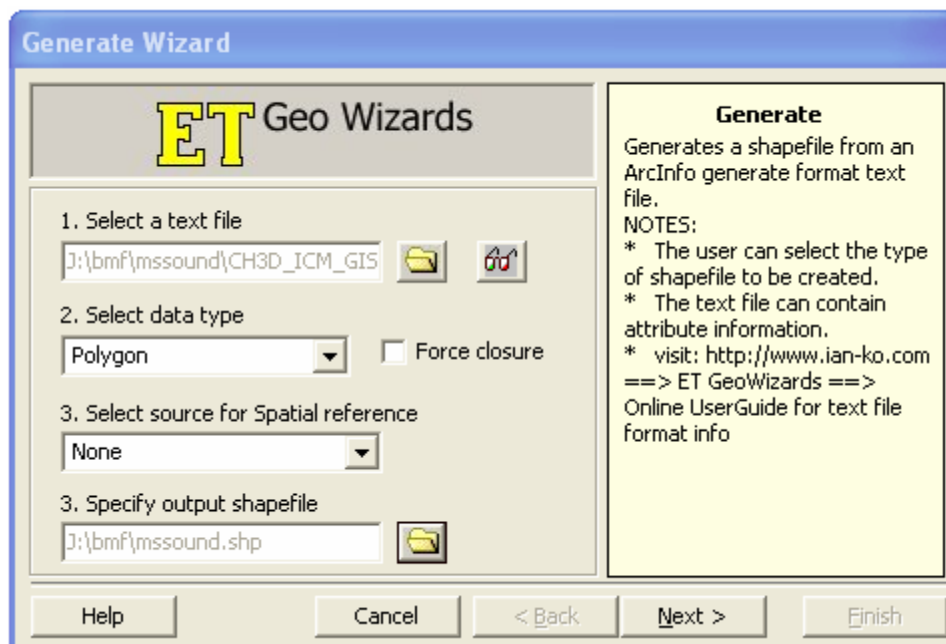 Generate Wizard
ET Geo Wizards
1. Select a text file
J:\bmf\mssound\CH3D_ICM_GIS
2. Select data type
Polygon
Force closure
3. Select source for Spatial reference
None
3. Specify output shapefile
J:\bmf\mssound.shp
Generate
Generates a shapefile from an
ArcInfo generate format text
file.
NOTES:
* The user can select the type
of shapefile to be created.
* The text file can contain
attribute information.
* visit: http://www.ian-ko.com
==> ET GeoWizards ==>
Online UserGuide for text file
format info
Help
Cancel
< Back
Next >
Finish